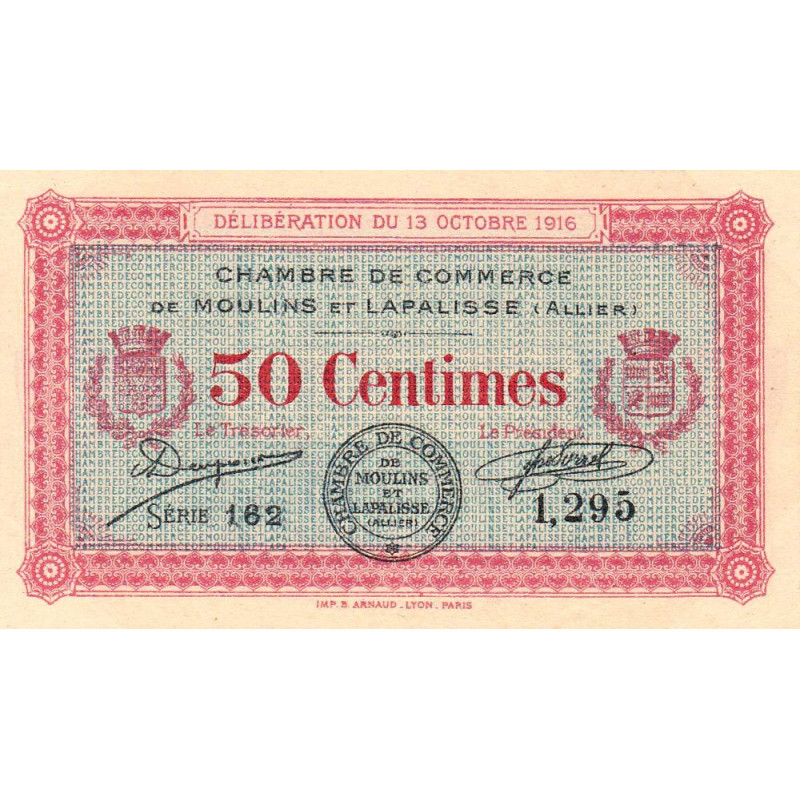 DÉLIBÉRATION DU 13 OCTOBRE 1916
CHAMBRE DE COMMERCE
DE MOULINS ET LAPALISSE (ALLIER)
50 Centimes
Le Trésorier,
Le Président
CHAMBRE DE COMMERCE
DE
MOULINS
ET
LAPALISSE
(ALLIER)
SÉRIE 162
1,295
IMP. B. ARNAUD - LYON. PARIS